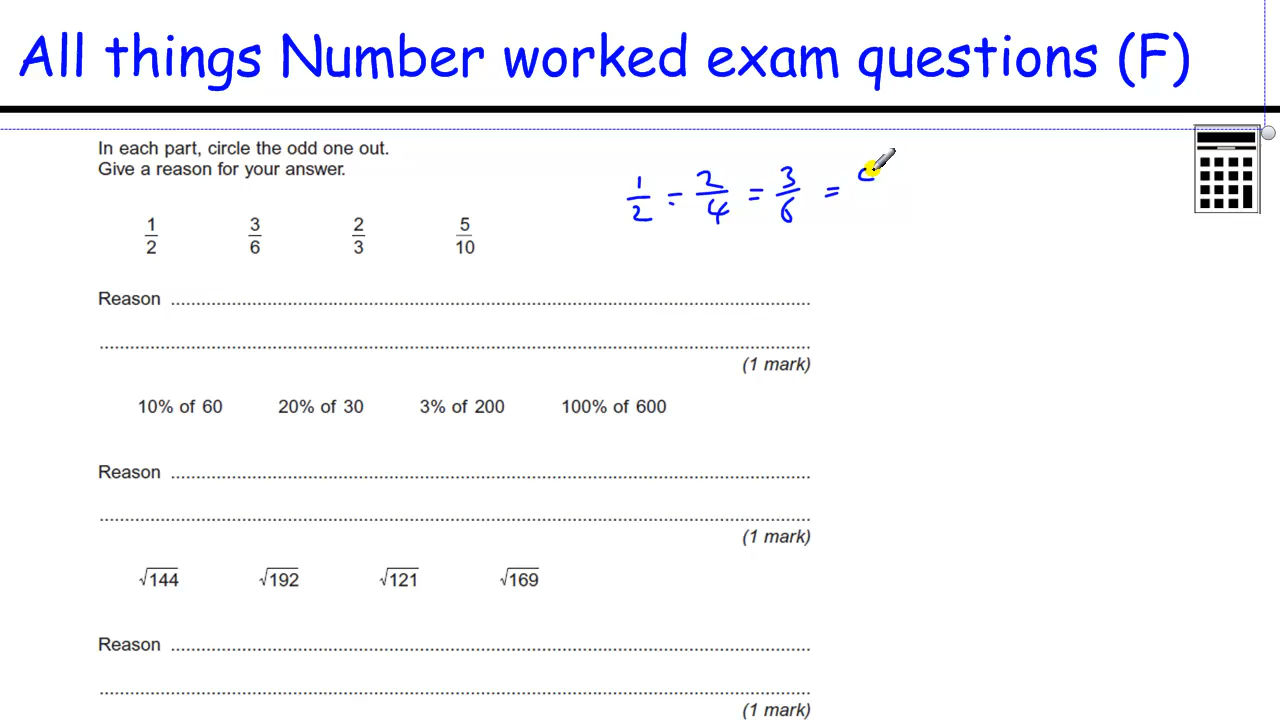 All things Number worked exam questions (F)
In each part, circle the odd one out.
Give a reason for your answer.
1/2 = 2/4 = 3/6 =
1/2 3/6 2/3 5/10
Reason ................................................................
................................................................
(1 mark)
10% of 60 20% of 30 3% of 200 100% of 600
Reason ................................................................
................................................................
(1 mark)
√144 √192 √121 √169
Reason ................................................................
................................................................
(1 mark)